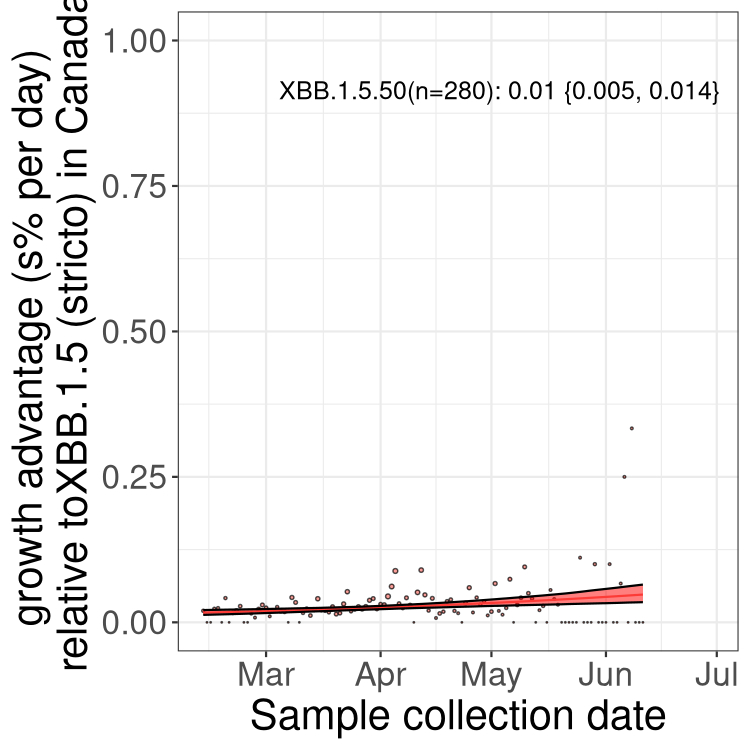 growth advantage (s% per day)
relative toXBB.1.5 (stricto) in Canada
1.00
0.75
0.50
0.25
0.00
XBB.1.5.50(n=280): 0.01 {0.005, 0.014}
Mar Apr May Jun Jul
Sample collection date